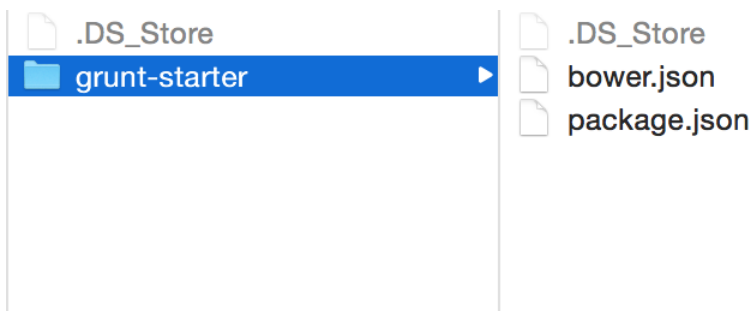 .DS_Store
grunt-starter
.DS_Store
bower.json
package.json